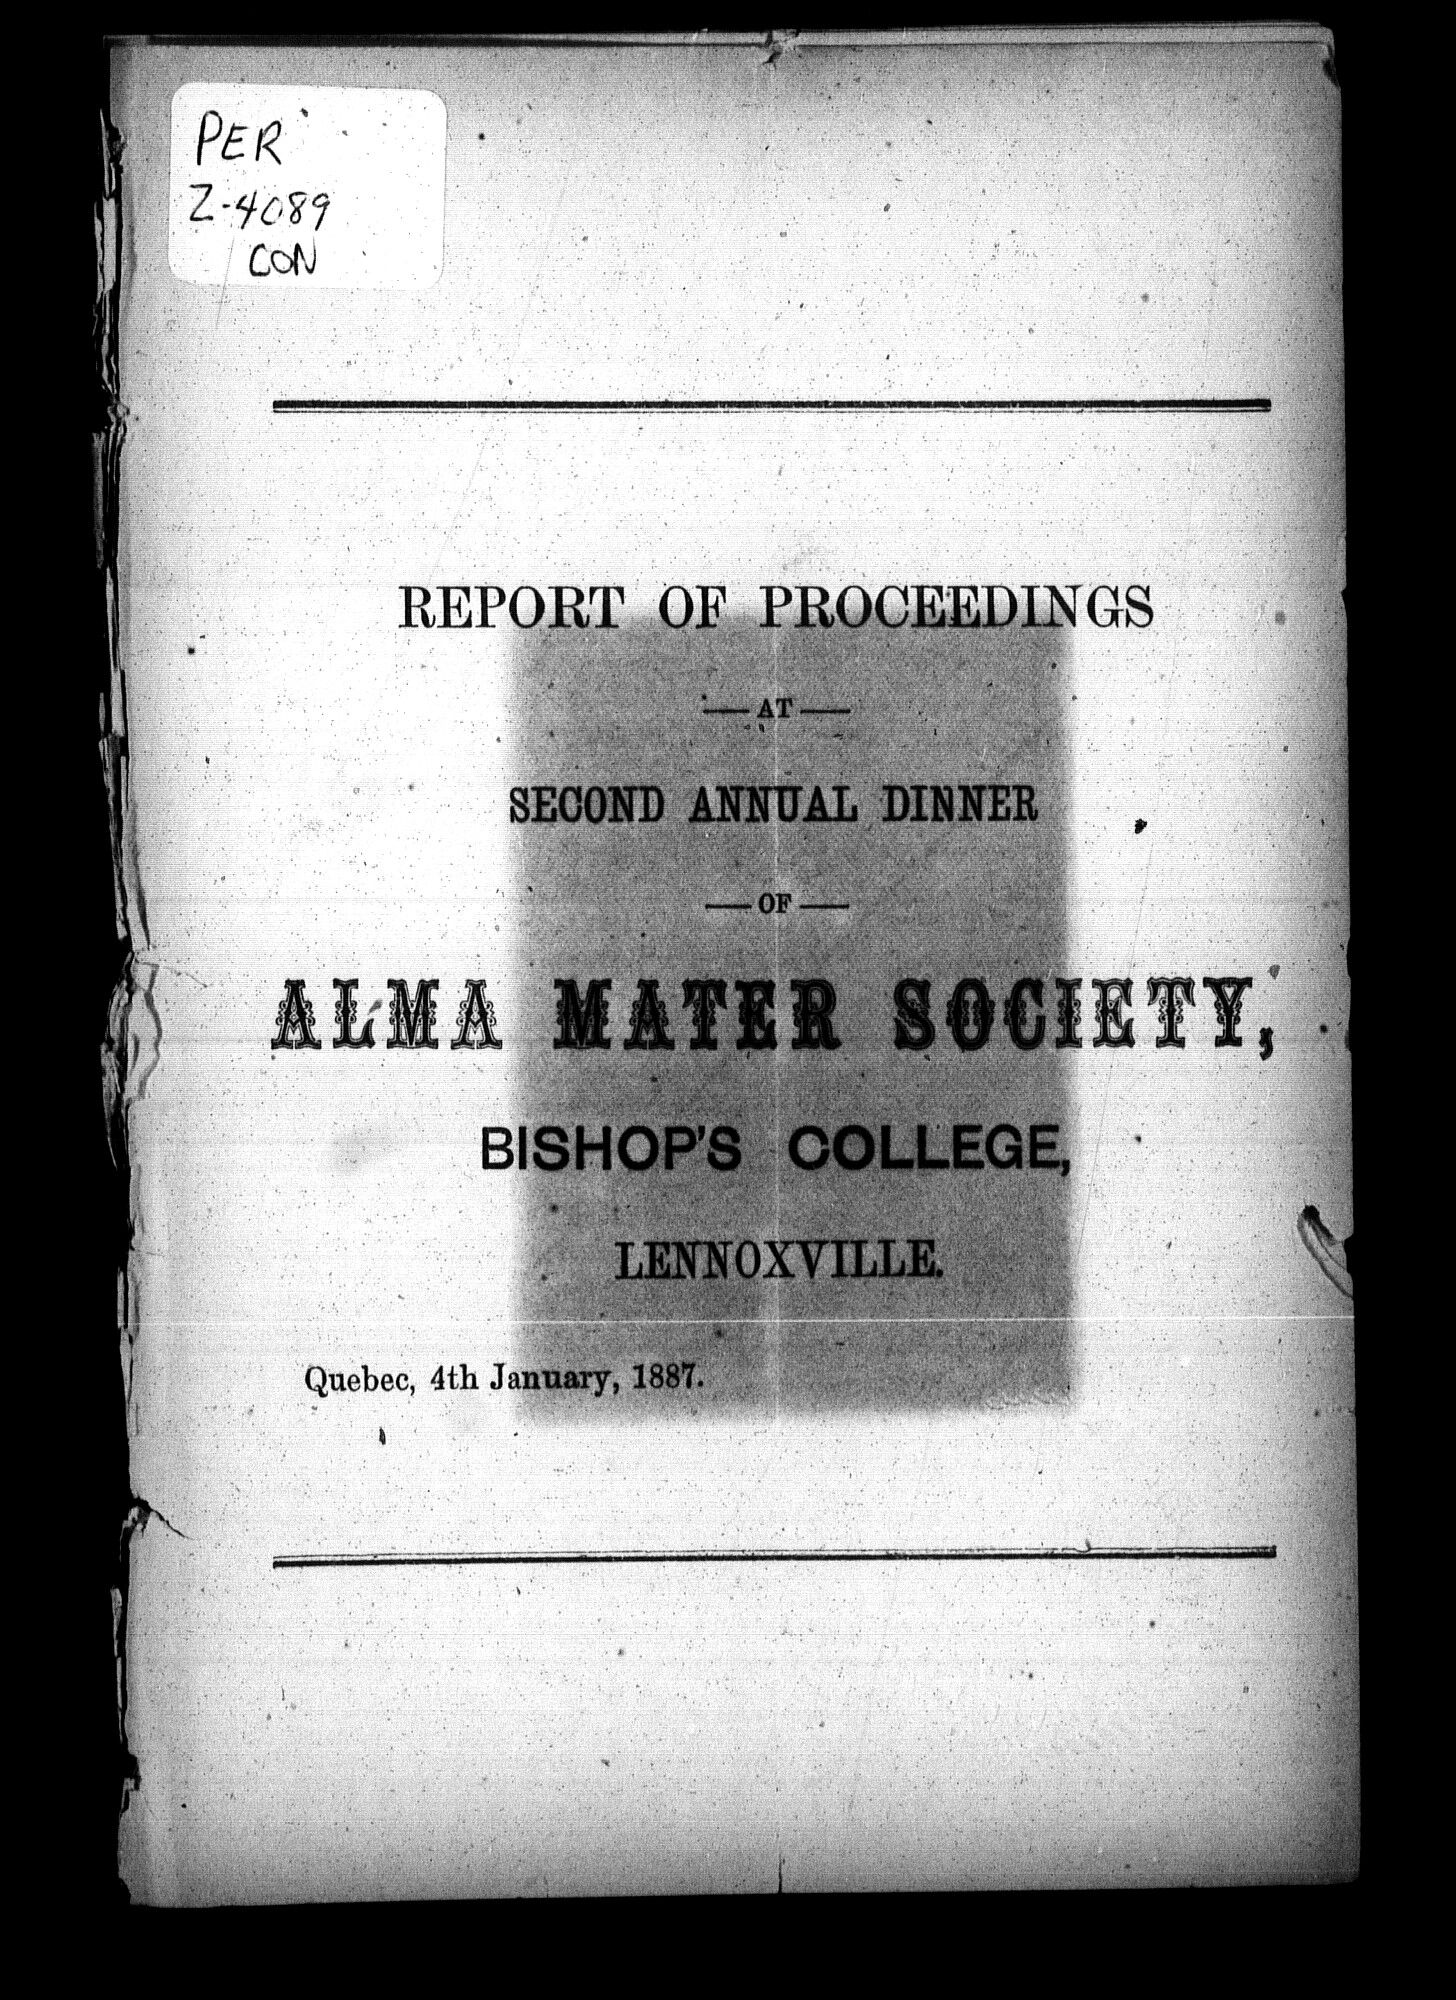 PER
Z-4089
CON
REPORT OF PROCEEDINGS
— AT —
SECOND ANNUAL DINNER
— OF —
ALMA MATER SOCIETY,
BISHOP'S COLLEGE,
LENNOXVILLE.
Quebec, 4th January, 1887.